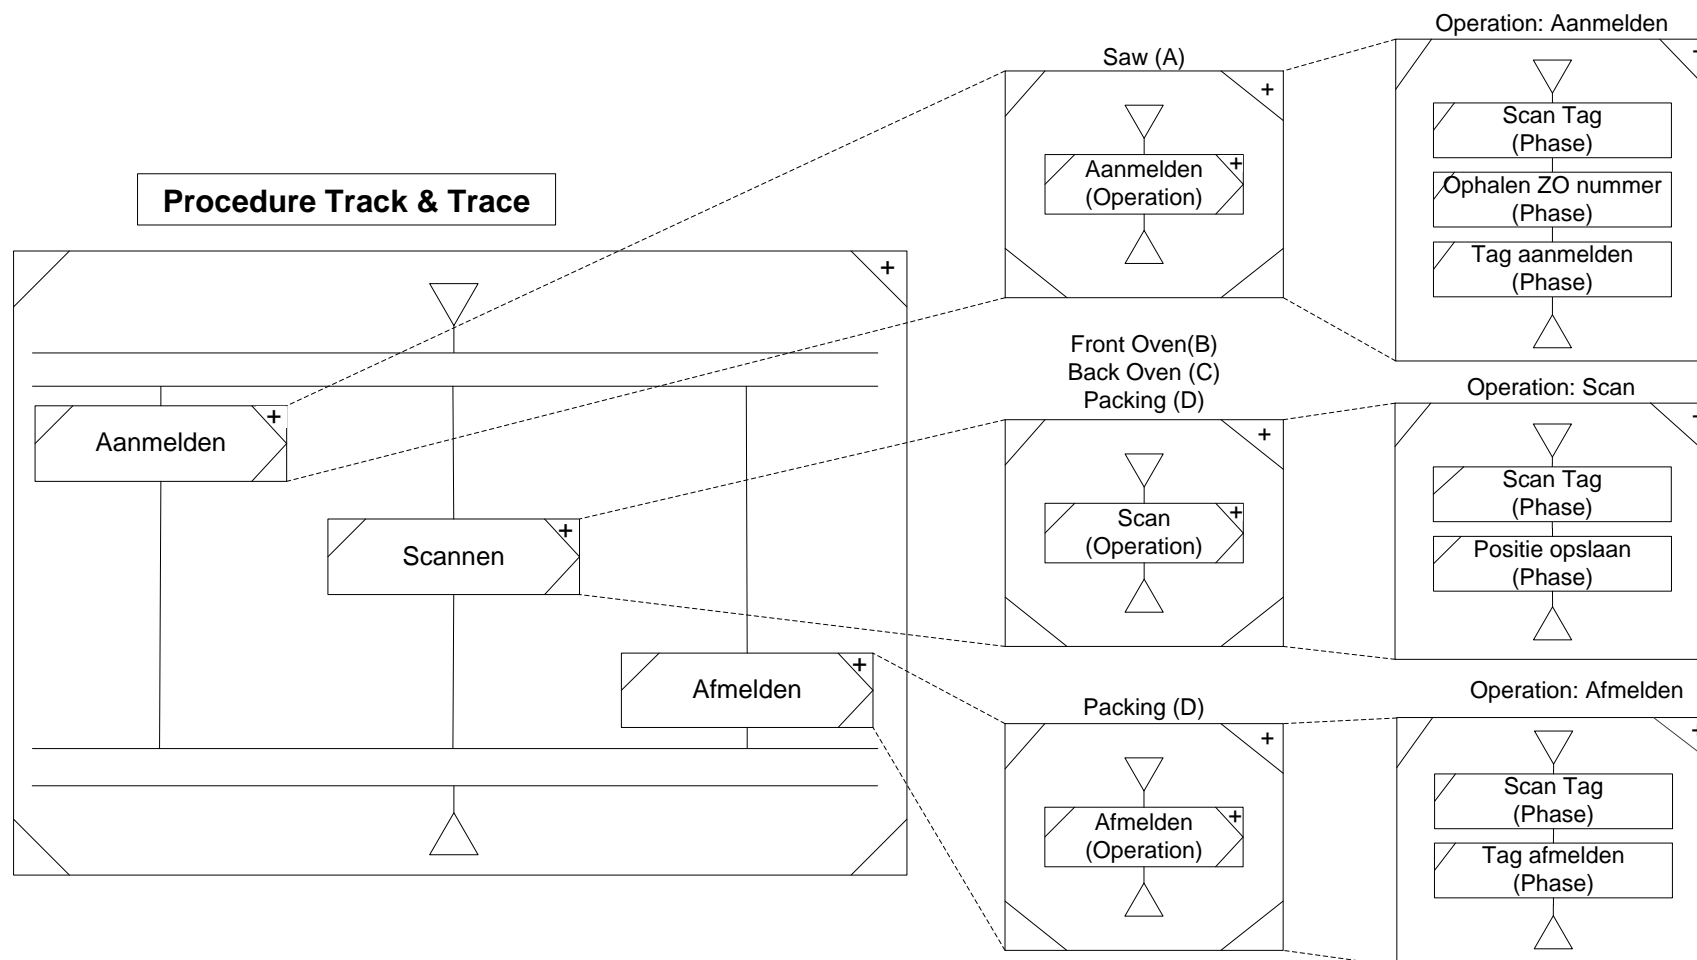 Procedure Track & Trace
+
Aanmelden
+
Scannen
+
Afmelden
+
Saw (A)
+
Aanmelden
+
(Operation)
Front Oven(B)
Back Oven (C)
Packing (D)
+
Scan
+
(Operation)
Packing (D)
+
Afmelden
+
(Operation)
Operation: Aanmelden
+
Scan Tag
(Phase)
Ophalen ZO nummer
(Phase)
Tag aanmelden
(Phase)
Operation: Scan
+
Scan Tag
(Phase)
Positie opslaan
(Phase)
Operation: Afmelden
+
Scan Tag
(Phase)
Tag afmelden
(Phase)